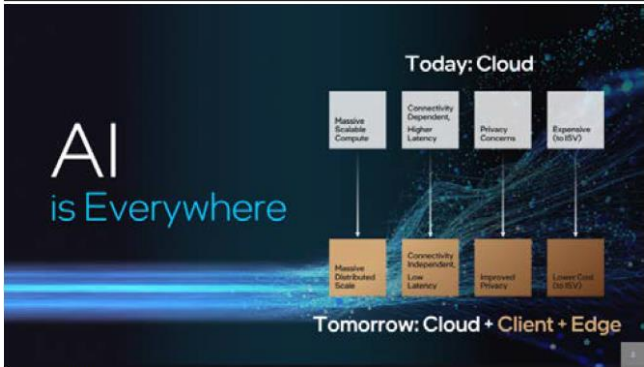 AI
is Everywhere
Today: Cloud
Massive
Scalable
Compute
Connectivity
Dependent,
Higher
Latency
Privacy
Concerns
Expensive
(to ISV)
Massive
Distributed
Scale
Connectivity
Independent,
Low
Latency
Improved
Privacy
Lower Cost
(to ISV)
Tomorrow: Cloud + Client + Edge